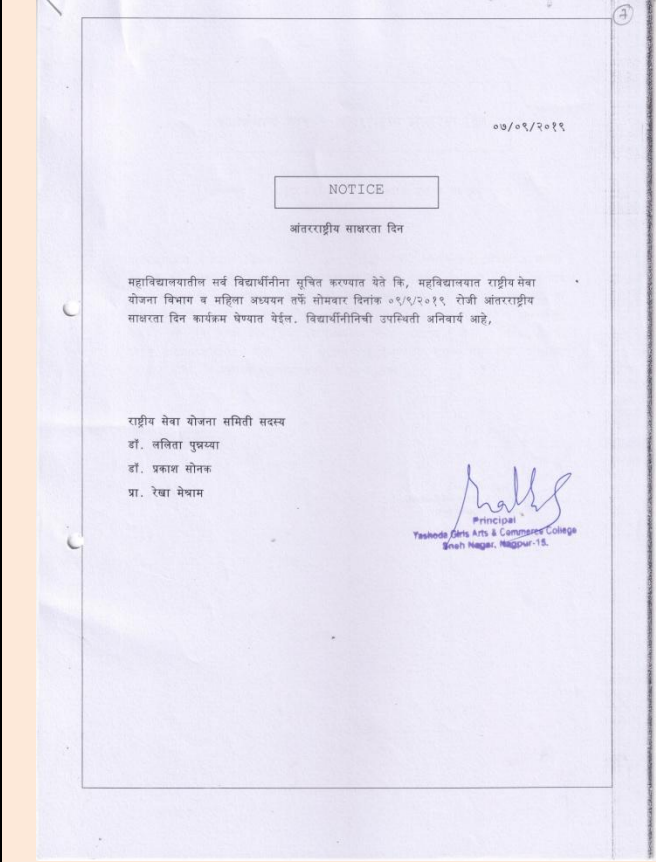 7
०७/०९/२०१९
NOTICE
आंतरराष्ट्रीय साक्षरता दिन
महाविद्यालयातील सर्व विद्यार्थीनीना सूचित करण्यात येते कि, महविद्यालयात राष्ट्रीय सेवा
योजना विभाग व महिला अध्ययन तर्फे सोमवार दिनांक ०९/९/२०१९ रोजी आंतरराष्ट्रीय
साक्षरता दिन कार्यक्रम घेण्यात येईल. विद्यार्थीनीनिची उपस्थिती अनिवार्य आहे,
राष्ट्रीय सेवा योजना समिती सदस्य
डॉ. ललिता पुन्नय्या
डॉ. प्रकाश सोनक
प्रा. रेखा मेश्राम
Principal
Yashoda Girls Arts & Commerce College
Sneh Nagar, Nagpur-15.